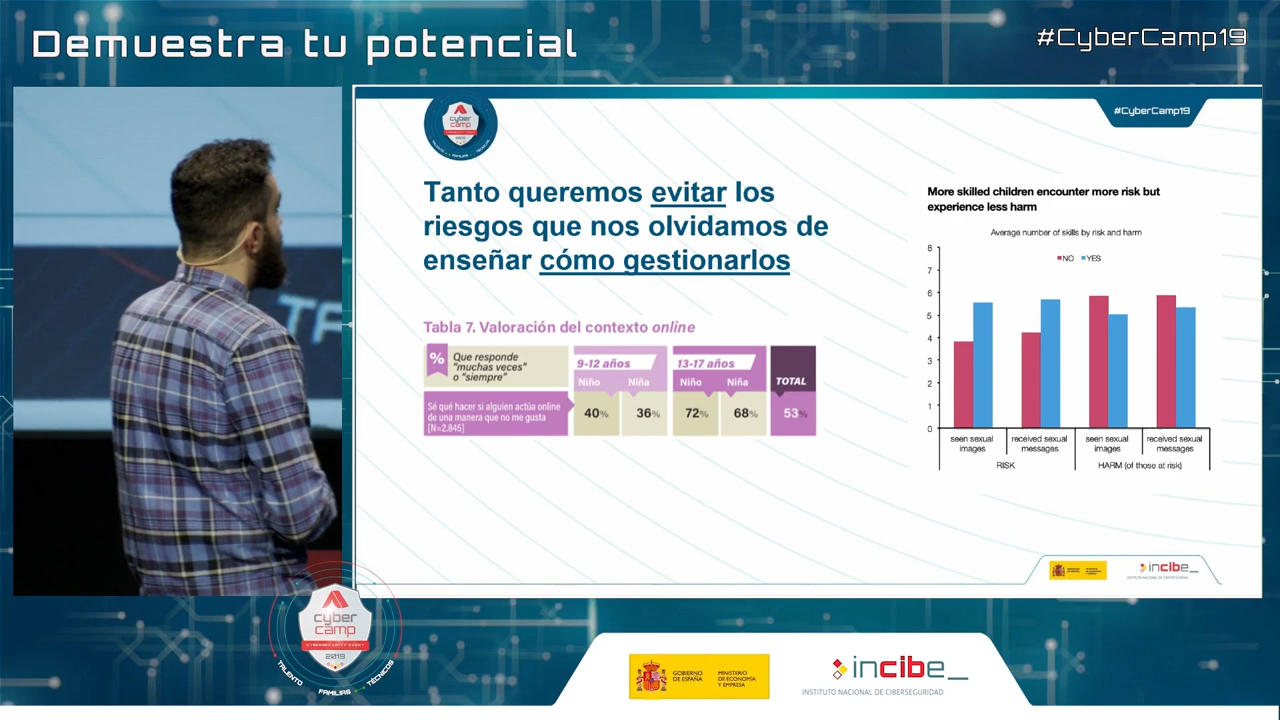 Demuestra tu potencial
#CyberCamp19
cyber
camp
#CyberCamp19
Tanto queremos evitar los
riesgos que nos olvidamos de
enseñar cómo gestionarlos
Tabla 7. Valoración del contexto online
%
Que responde
"muchas veces"
o "siempre"
9-12 años
13-17 años
Niño
Niña
Niño
Niña
TOTAL
Sé qué hacer si alguien actúa online
de una manera que no me gusta
[N=2.845]
40%
36%
72%
68%
53%
More skilled children encounter more risk but
experience less harm
Average number of skills by risk and harm
NO YES
8
7
6
5
4
3
2
1
0
seen sexual
images
received sexual
messages
seen sexual
images
received sexual
messages
RISK
HARM (of those at risk)
incibe_
TA
cyber
camp
2019
TALENTO
FAMILIAS
TÉCNICOS
GOBIERNO
DE ESPAÑA
MINISTERIO
DE ECONOMÍA
Y EMPRESA
incibe_
INSTITUTO NACIONAL DE CIBERSEGURIDAD